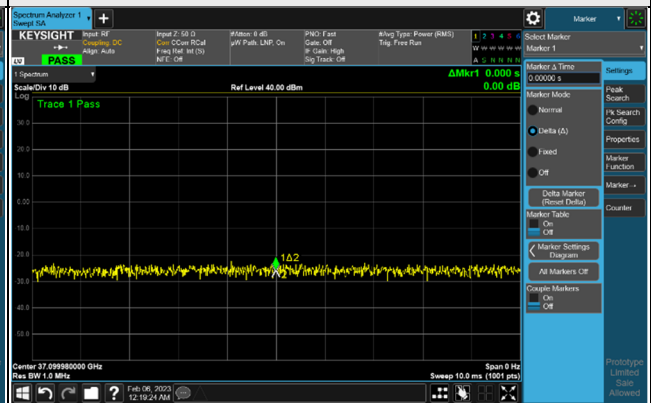 Spectrum Analyzer 1
Swept SA
+
Marker
KEYSIGHT
Input: RF
Coupling: DC
Align: Auto
Input Z: 50 Ω
Corr CCorr RCal
Freq Ref: Int (S)
NFE: Off
#Atten: 0 dB
µW Path: LNP, On
PNO: Fast
Gate: Off
IF Gain: High
Sig Track: Off
#Avg Type: Power (RMS)
Trig: Free Run
1 2 3 4 5 6
W W W W W W
A S N N N N
LV
PASS
Select Marker
Marker 1
1 Spectrum
ΔMkr1 0.000 s
0.00 dB
Scale/Div 10 dB
Ref Level 40.00 dBm
Log
Trace 1 Pass
30.0
20.0
10.0
0.00
10.0
20.0
30.0
40.0
50.0
1Δ2
Center 37.099980000 GHz
Res BW 1.0 MHz
Span 0 Hz
Sweep 10.0 ms (1001 pts)
Marker Δ Time
0.00000 s
Marker Mode
Normal
Delta (Δ)
Fixed
Off
Delta Marker
(Reset Delta)
Marker Table
On
Off
Marker Settings
Diagram
All Markers Off
Couple Markers
On
Off
Settings
Peak
Search
Pk Search
Config
Properties
Marker
Function
Marker→
Counter
Prototype
Limited
Sale
Allowed
?
Feb 06, 2023
12:19:24 AM